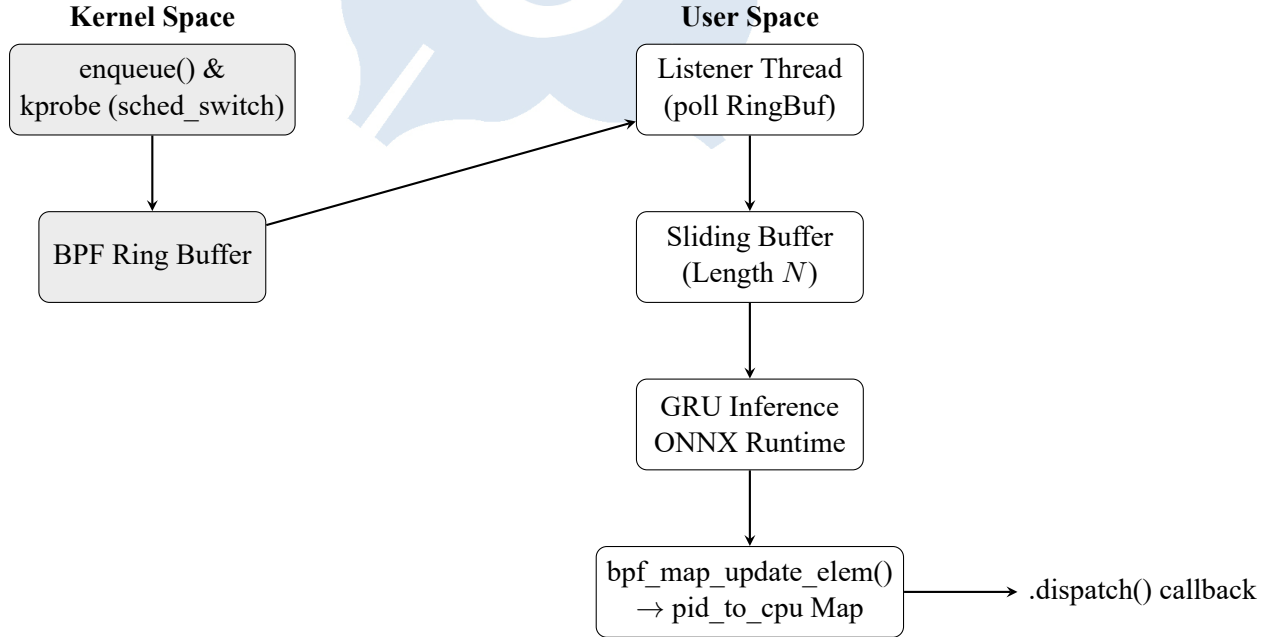 Kernel Space
enqueue() &
kprobe (sched_switch)
BPF Ring Buffer
User Space
Listener Thread
(poll RingBuf)
Sliding Buffer
(Length N)
GRU Inference
ONNX Runtime
bpf_map_update_elem()
→ pid_to_cpu Map
.dispatch() callback